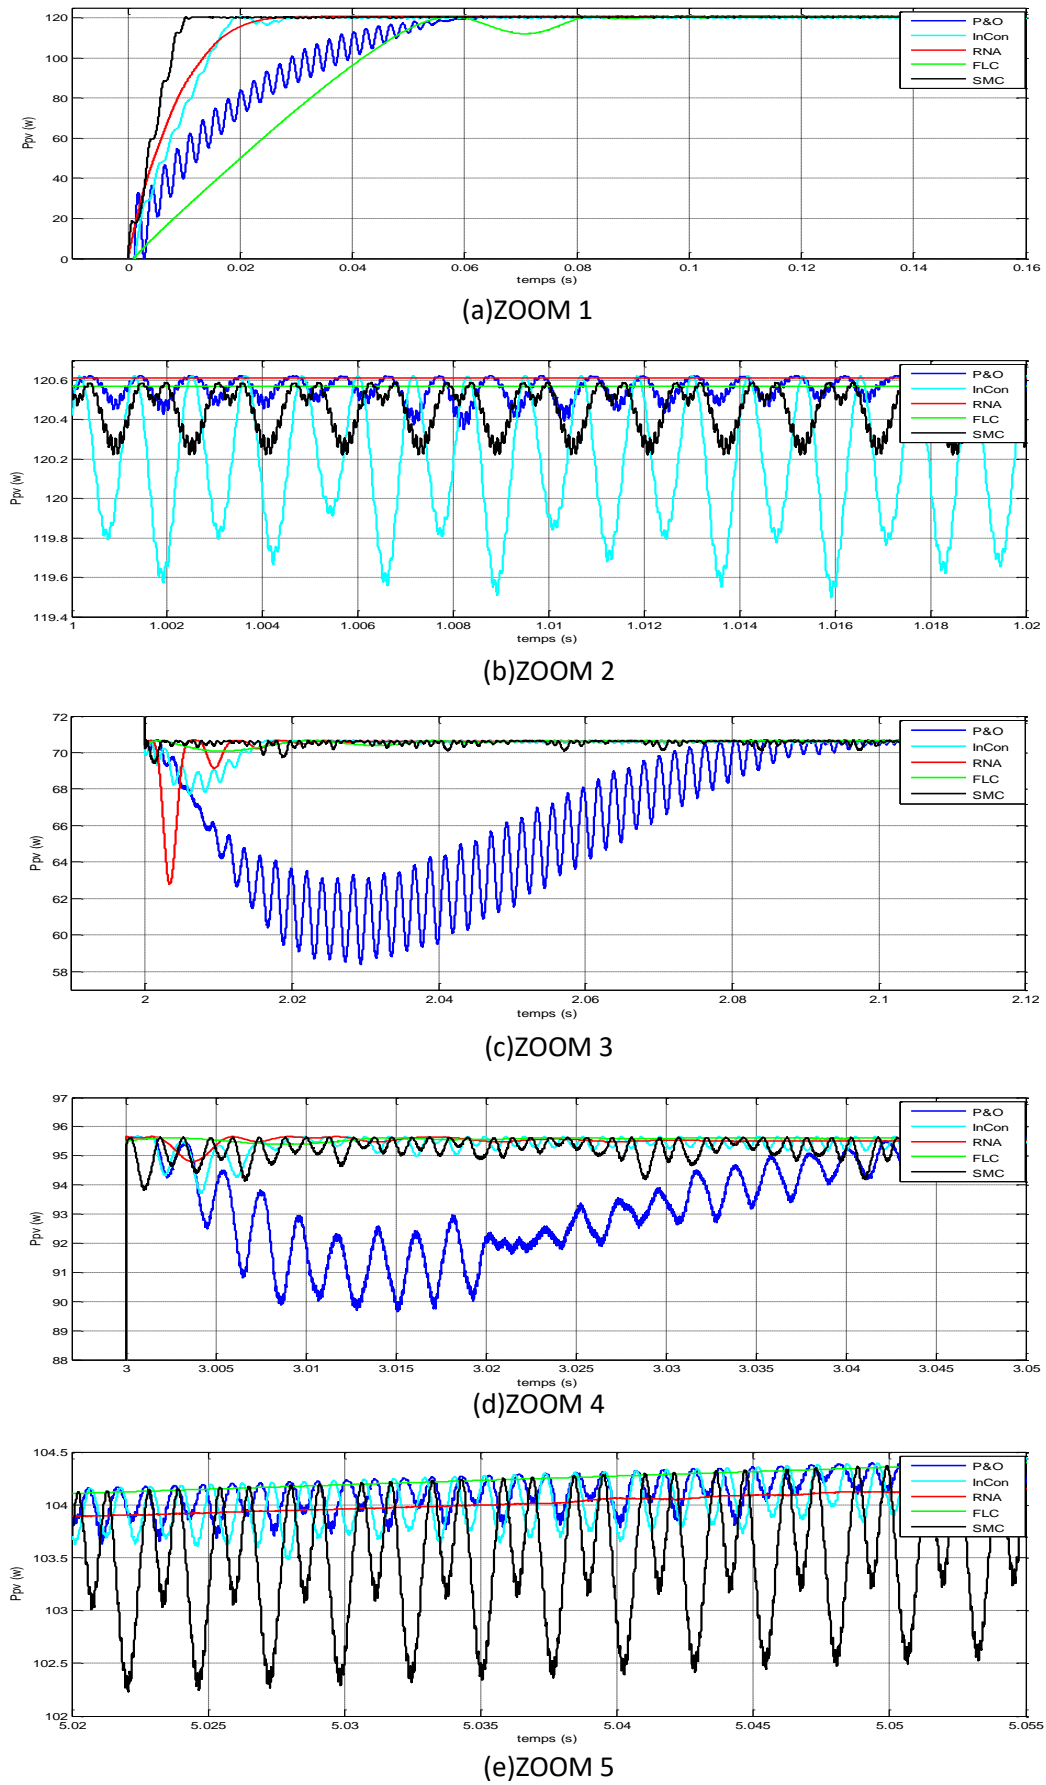 120
100
80
60
40
20
0
Ppv (w)
0
0.02
0.04
0.06
0.08
0.1
0.12
0.14
0.16
temps (s)
P&O
InCon
RNA
FLC
SMC
(a)ZOOM 1
120.6
120.4
120.2
120
119.8
119.6
119.4
Ppv (w)
1
1.002
1.004
1.006
1.008
1.01
1.012
1.014
1.016
1.018
1.02
temps (s)
P&O
InCon
RNA
FLC
SMC
(b)ZOOM 2
72
70
68
66
64
62
60
58
Ppv (w)
2
2.02
2.04
2.06
2.08
2.1
2.12
temps (s)
P&O
InCon
RNA
FLC
SMC
(c)ZOOM 3
97
96
95
94
93
92
91
90
89
88
Ppv (w)
3
3.005
3.01
3.015
3.02
3.025
3.03
3.035
3.04
3.045
3.05
temps (s)
P&O
InCon
RNA
FLC
SMC
(d)ZOOM 4
104.5
104
103.5
103
102.5
102
Ppv (w)
5.02
5.025
5.03
5.035
5.04
5.045
5.05
5.055
temps (s)
P&O
InCon
RNA
FLC
SMC
(e)ZOOM 5